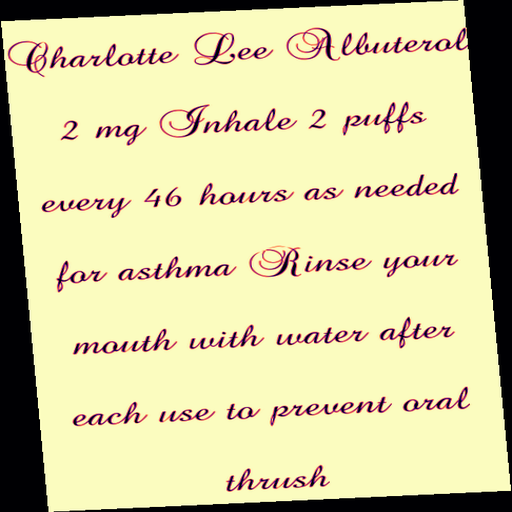 Charlotte Lee Albuterol
2 mg Inhale 2 puffs
every 46 hours as needed
for asthma Rinse your
mouth with water after
each use to prevent oral
thrush